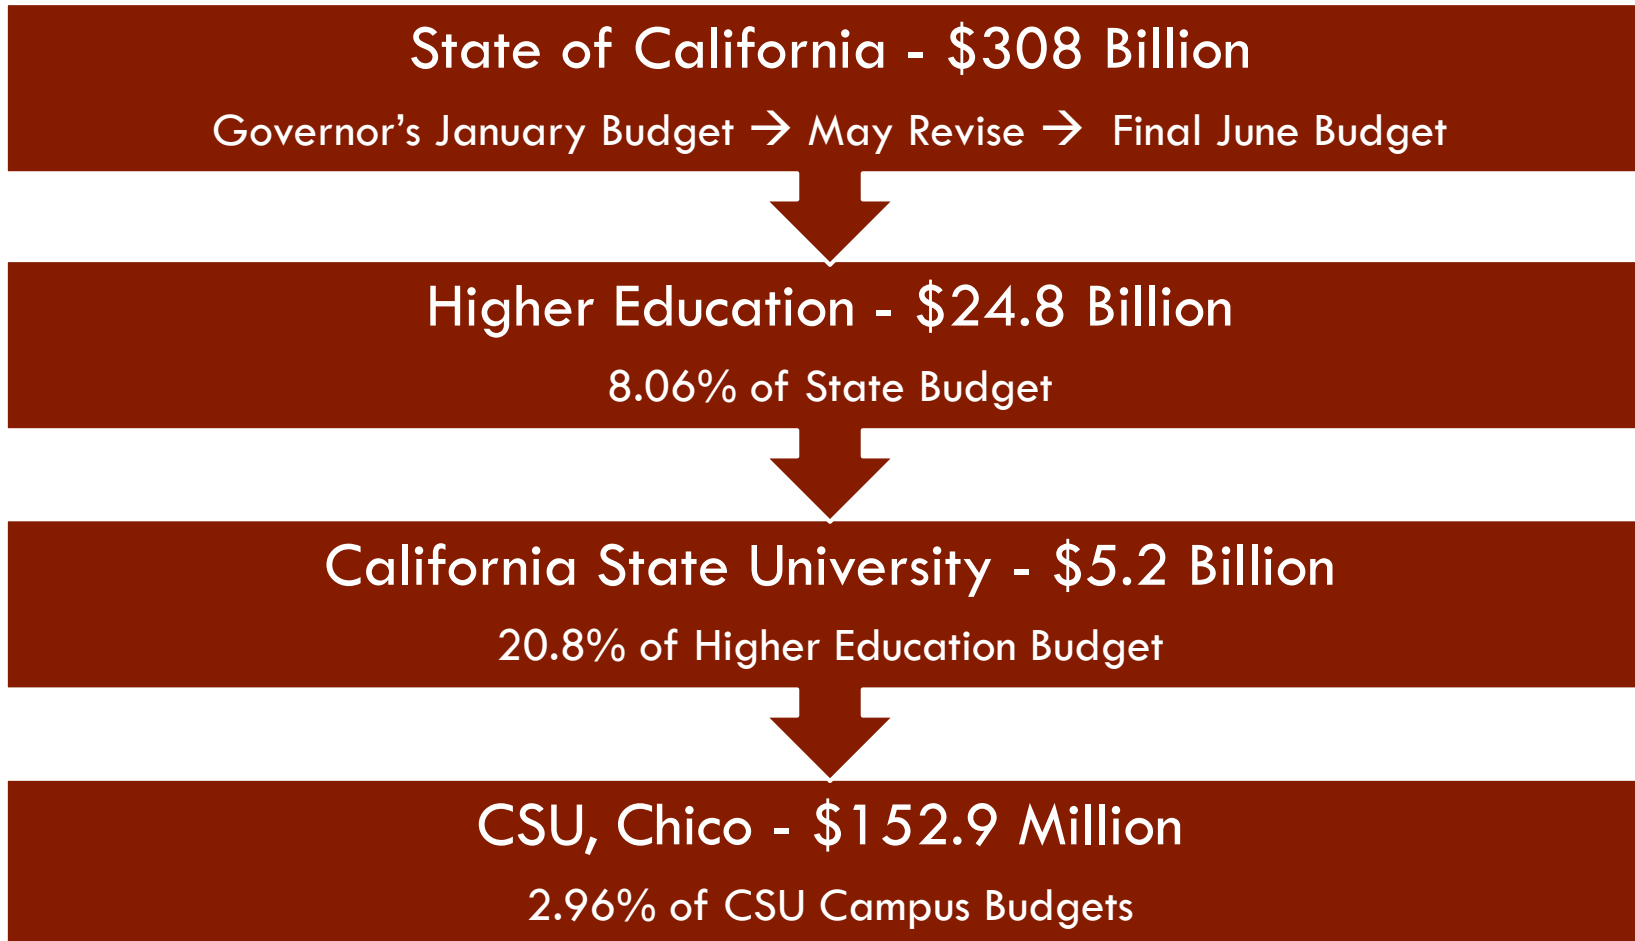 State of California - $308 Billion
Governor’s January Budget → May Revise → Final June Budget
Higher Education - $24.8 Billion
8.06% of State Budget
California State University - $5.2 Billion
20.8% of Higher Education Budget
CSU, Chico - $152.9 Million
2.96% of CSU Campus Budgets